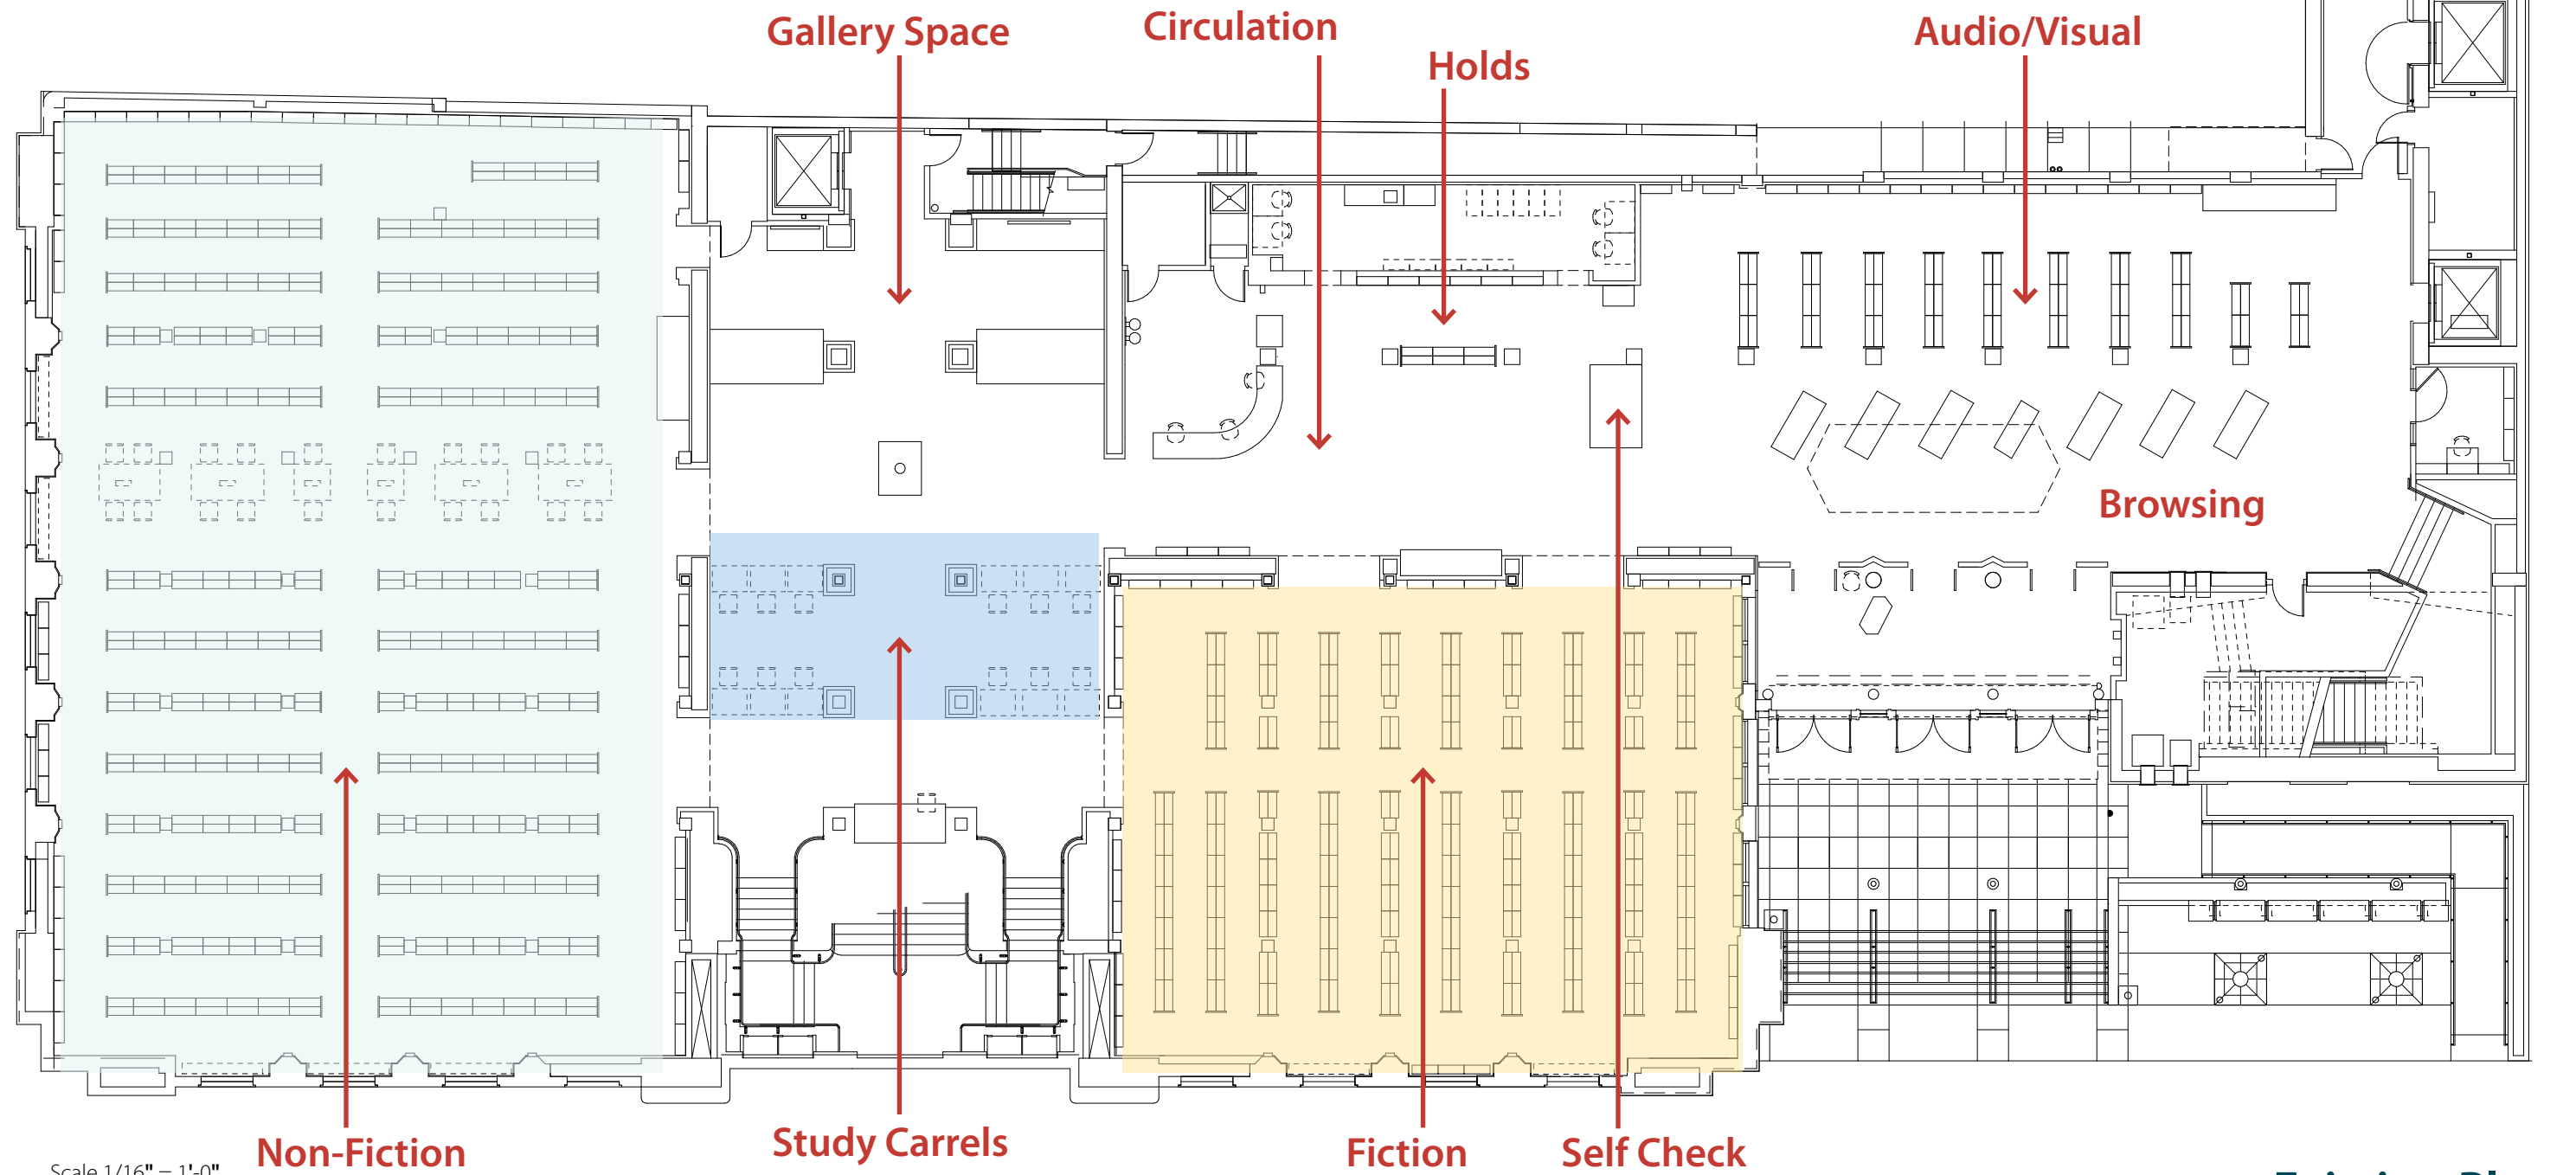 Gallery Space
Circulation
Holds
Audio/Visual
Browsing
Non-Fiction
Study Carrels
Fiction
Self Check
Scale 1/16" = 1'-0"